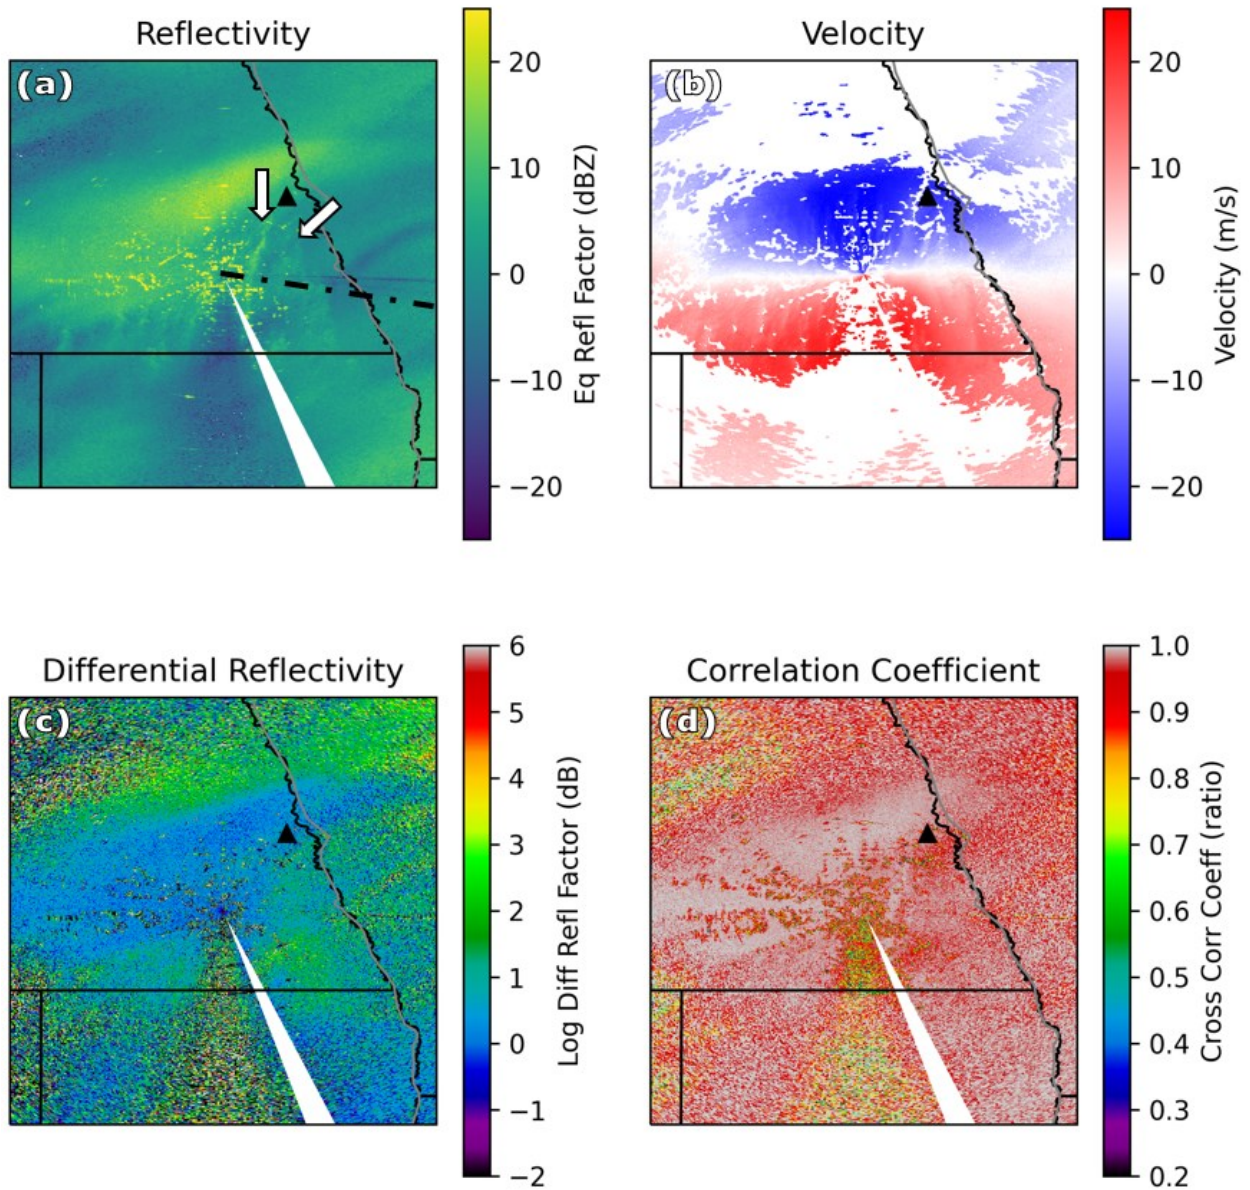 Reflectivity
(a)
20
10
0
−10
−20
Eq Refl Factor (dBZ)
Velocity
(b)
20
10
0
−10
−20
Velocity (m/s)
Differential Reflectivity
(c)
6
5
4
3
2
1
0
−1
−2
Log Diff Refl Factor (dB)
Correlation Coefficient
(d)
1.0
0.9
0.8
0.7
0.6
0.5
0.4
0.3
0.2
Cross Corr Coeff (ratio)